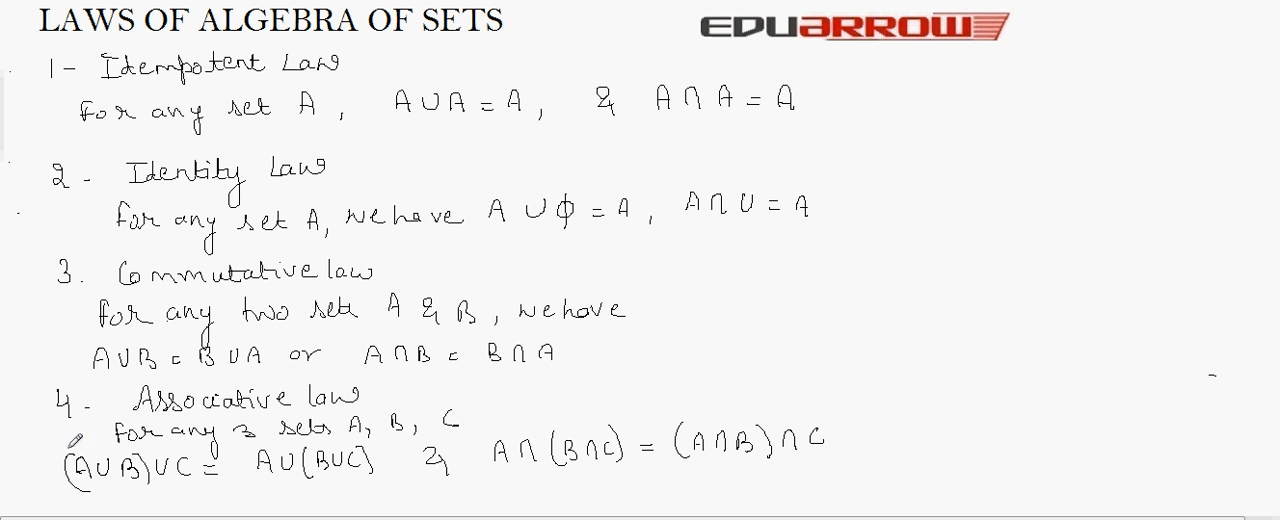 LAWS OF ALGEBRA OF SETS
EDUARROW
1 - Idempotent Law
For any set A, A ∪ A = A, & A ∩ A = A
2 - Identity Law
for any set A, we have A ∪ ϕ = A, A ∩ U = A
3. Commutative law
for any two sets A & B, we have
A ∪ B = B ∪ A or A ∩ B = B ∩ A
4 - Associative law
for any 3 sets A, B, C
(A ∪ B) ∪ C = A ∪ (B ∪ C) & A ∩ (B ∩ C) = (A ∩ B) ∩ C